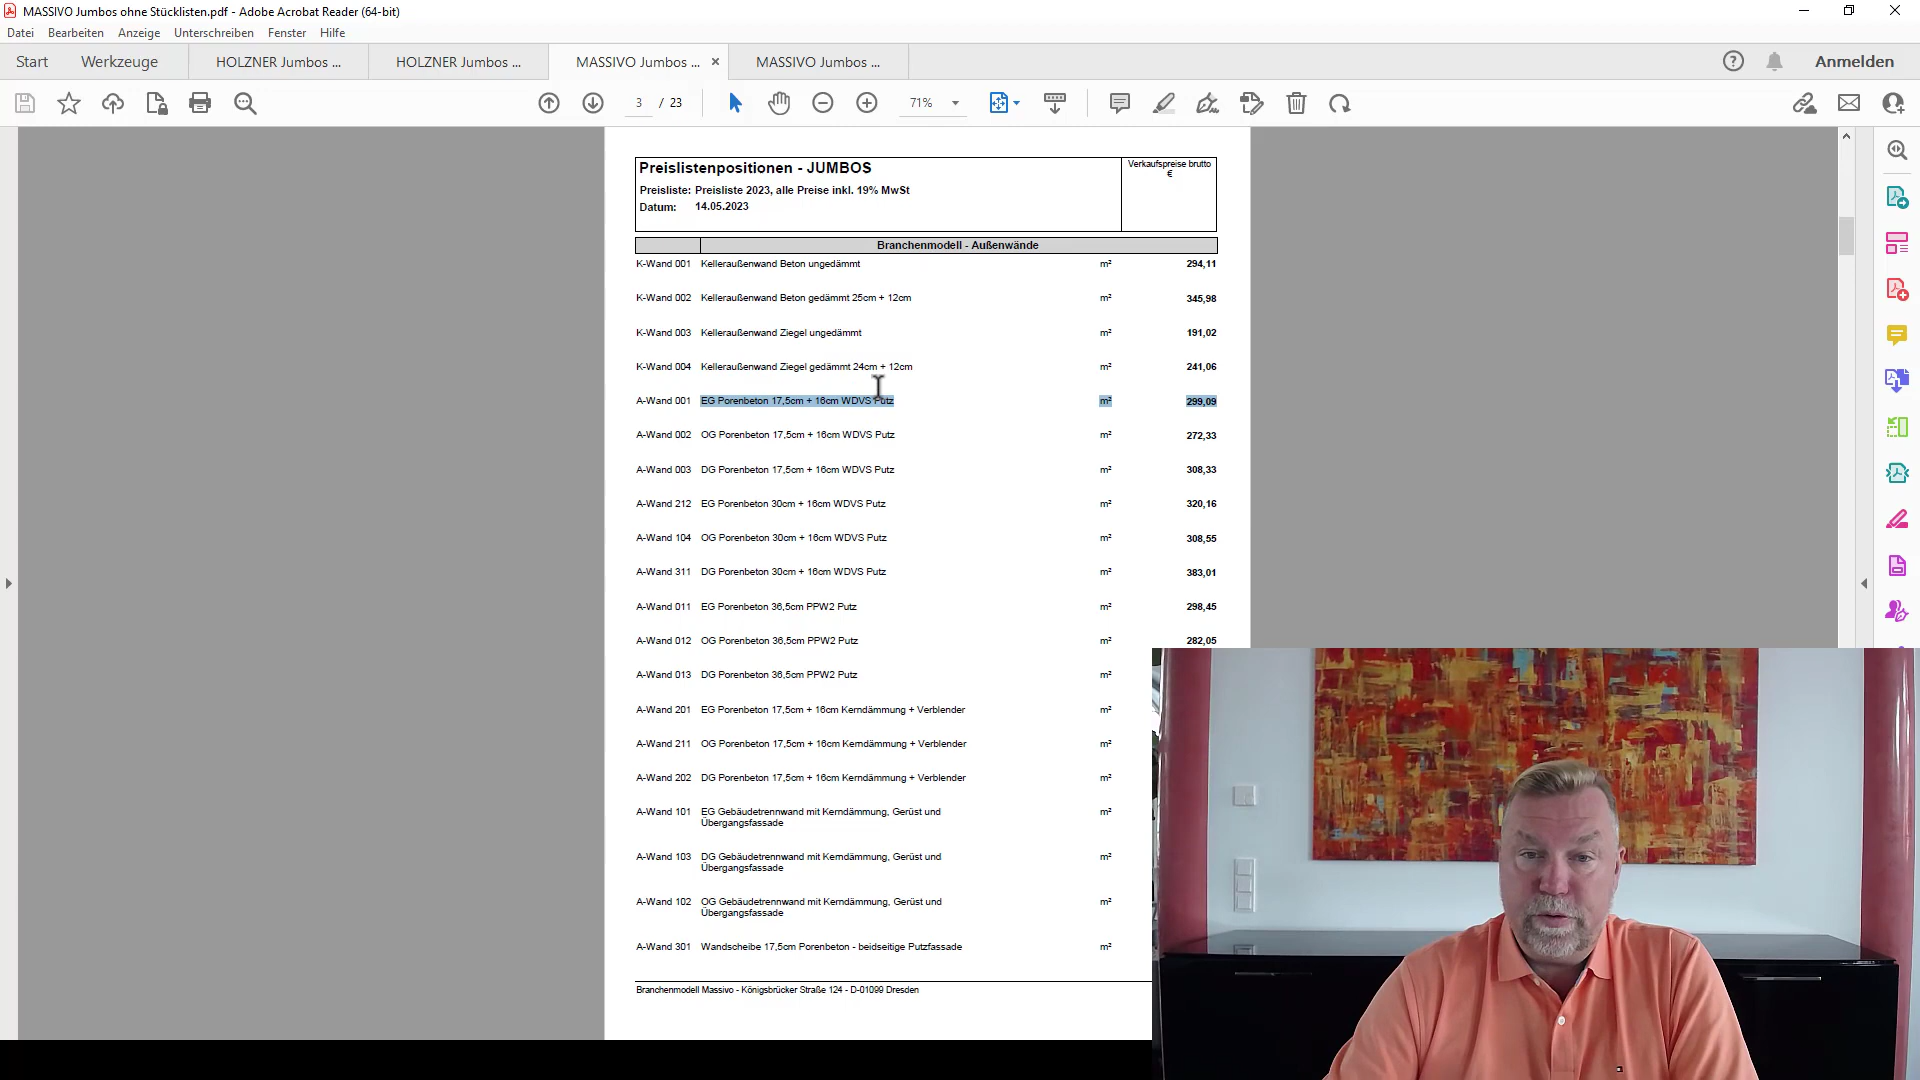 MASSIVO Jumbos ohne Stücklisten.pdf - Adobe Acrobat Reader (64-bit)
Datei Bearbeiten Anzeige Unterschreiben Fenster Hilfe
Start Werkzeuge HOLZNER Jumbos ... HOLZNER Jumbos ... MASSIVO Jumbos ... × MASSIVO Jumbos ... Anmelden
3 / 23 71%
Preislistenpositionen - JUMBOS Verkaufspreise brutto
€
Preisliste: Preisliste 2023, alle Preise inkl. 19% MwSt
Datum: 14.05.2023
Branchenmodell - Außenwände
K-Wand 001 Kelleraußenwand Beton ungedämmt m² 294,11
K-Wand 002 Kelleraußenwand Beton gedämmt 25cm + 12cm m² 345,98
K-Wand 003 Kelleraußenwand Ziegel ungedämmt m² 191,02
K-Wand 004 Kelleraußenwand Ziegel gedämmt 24cm + 12cm m² 241,06
A-Wand 001 EG Porenbeton 17,5cm + 16cm WDVS Putz m² 299,09
A-Wand 002 OG Porenbeton 17,5cm + 16cm WDVS Putz m² 272,33
A-Wand 003 DG Porenbeton 17,5cm + 16cm WDVS Putz m² 308,33
A-Wand 212 EG Porenbeton 30cm + 16cm WDVS Putz m² 320,16
A-Wand 104 OG Porenbeton 30cm + 16cm WDVS Putz m² 308,55
A-Wand 311 DG Porenbeton 30cm + 16cm WDVS Putz m² 383,01
A-Wand 011 EG Porenbeton 36,5cm PPW2 Putz m² 298,45
A-Wand 012 OG Porenbeton 36,5cm PPW2 Putz m² 282,05
A-Wand 013 DG Porenbeton 36,5cm PPW2 Putz m²
A-Wand 201 EG Porenbeton 17,5cm + 16cm Kerndämmung + Verblender m²
A-Wand 211 OG Porenbeton 17,5cm + 16cm Kerndämmung + Verblender m²
A-Wand 202 DG Porenbeton 17,5cm + 16cm Kerndämmung + Verblender m²
A-Wand 101 EG Gebäudetrennwand mit Kerndämmung, Gerüst und m²
Übergangsfassade
A-Wand 103 DG Gebäudetrennwand mit Kerndämmung, Gerüst und m²
Übergangsfassade
A-Wand 102 OG Gebäudetrennwand mit Kerndämmung, Gerüst und m²
Übergangsfassade
A-Wand 301 Wandscheibe 17,5cm Porenbeton - beidseitige Putzfassade m²
Branchenmodell Massivo - Königsbrücker Straße 124 - D-01099 Dresden